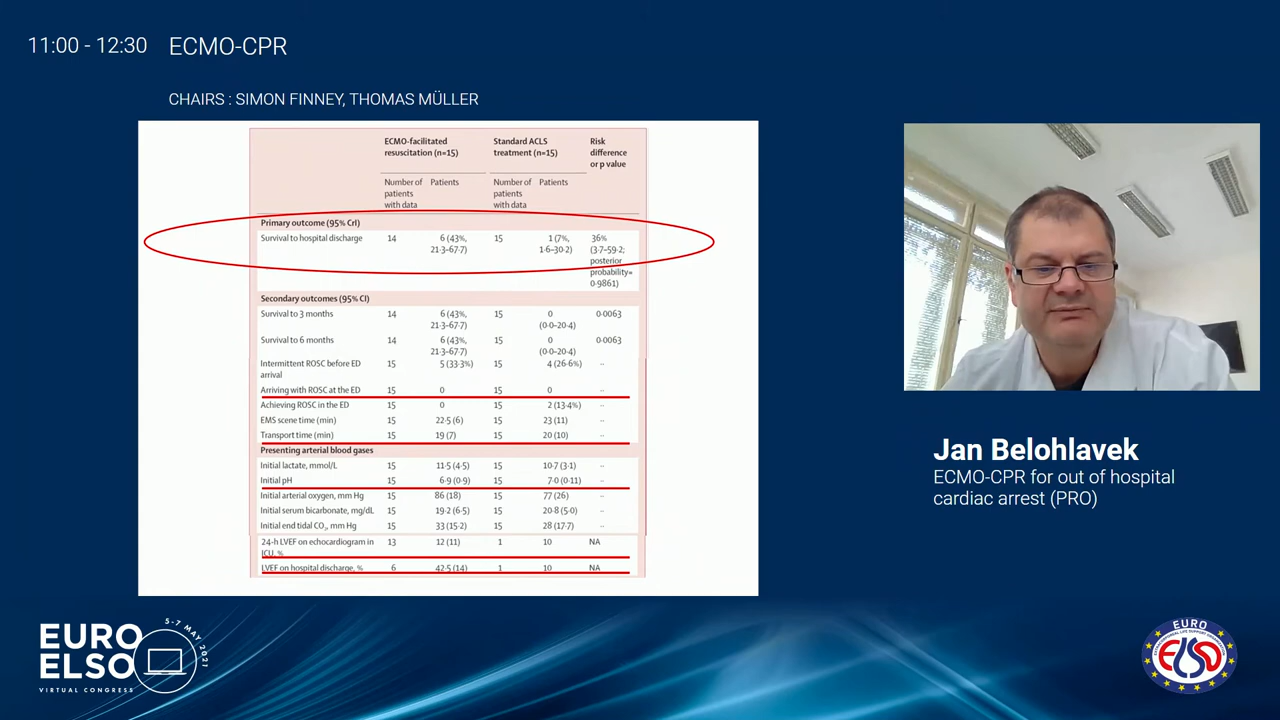 11:00 - 12:30 ECMO-CPR
CHAIRS : SIMON FINNEY, THOMAS MÜLLER
ECMO-facilitated resuscitation (n=15) Standard ACLS treatment (n=15) Risk difference or p value
Number of patients with data Patients Number of patients with data Patients
Primary outcome (95% CrI)
Survival to hospital discharge 14 6 (43%, 21·3–67·7) 15 1 (7%, 1·6–30·2) 36% (3·7–59·2; posterior probability= 0·9861)
Secondary outcomes (95% CI)
Survival to 3 months 14 6 (43%, 21·3–67·7) 15 0 (0·0–20·4) 0·0063
Survival to 6 months 14 6 (43%, 21·3–67·7) 15 0 (0·0–20·4) 0·0063
Intermittent ROSC before ED arrival 15 5 (33·3%) 15 4 (26·6%) ··
Arriving with ROSC at the ED 15 0 15 0 ··
Achieving ROSC in the ED 15 0 15 2 (13·4%) ··
EMS scene time (min) 15 22·5 (6) 15 23 (11) ··
Transport time (min) 15 19 (7) 15 20 (10) ··
Presenting arterial blood gases
Initial lactate, mmol/L 15 11·5 (4·5) 15 10·7 (3·1) ··
Initial pH 15 6·9 (0·9) 15 7·0 (0·11) ··
Initial arterial oxygen, mm Hg 15 86 (18) 15 77 (26) ··
Initial serum bicarbonate, mg/dL 15 19·2 (6·5) 15 20·8 (5·0) ··
Initial end tidal CO₂, mm Hg 15 33 (15·2) 15 28 (17·7) ··
24-h LVEF on echocardiogram in ICU, % 13 12 (11) 1 10 NA
LVEF on hospital discharge, % 6 42·5 (14) 1 10 NA
Jan Belohlavek
ECMO-CPR for out of hospital
cardiac arrest (PRO)
EURO
ELSO
VIRTUAL CONGRESS
5-7 MAY 2021
EURO
ELSO